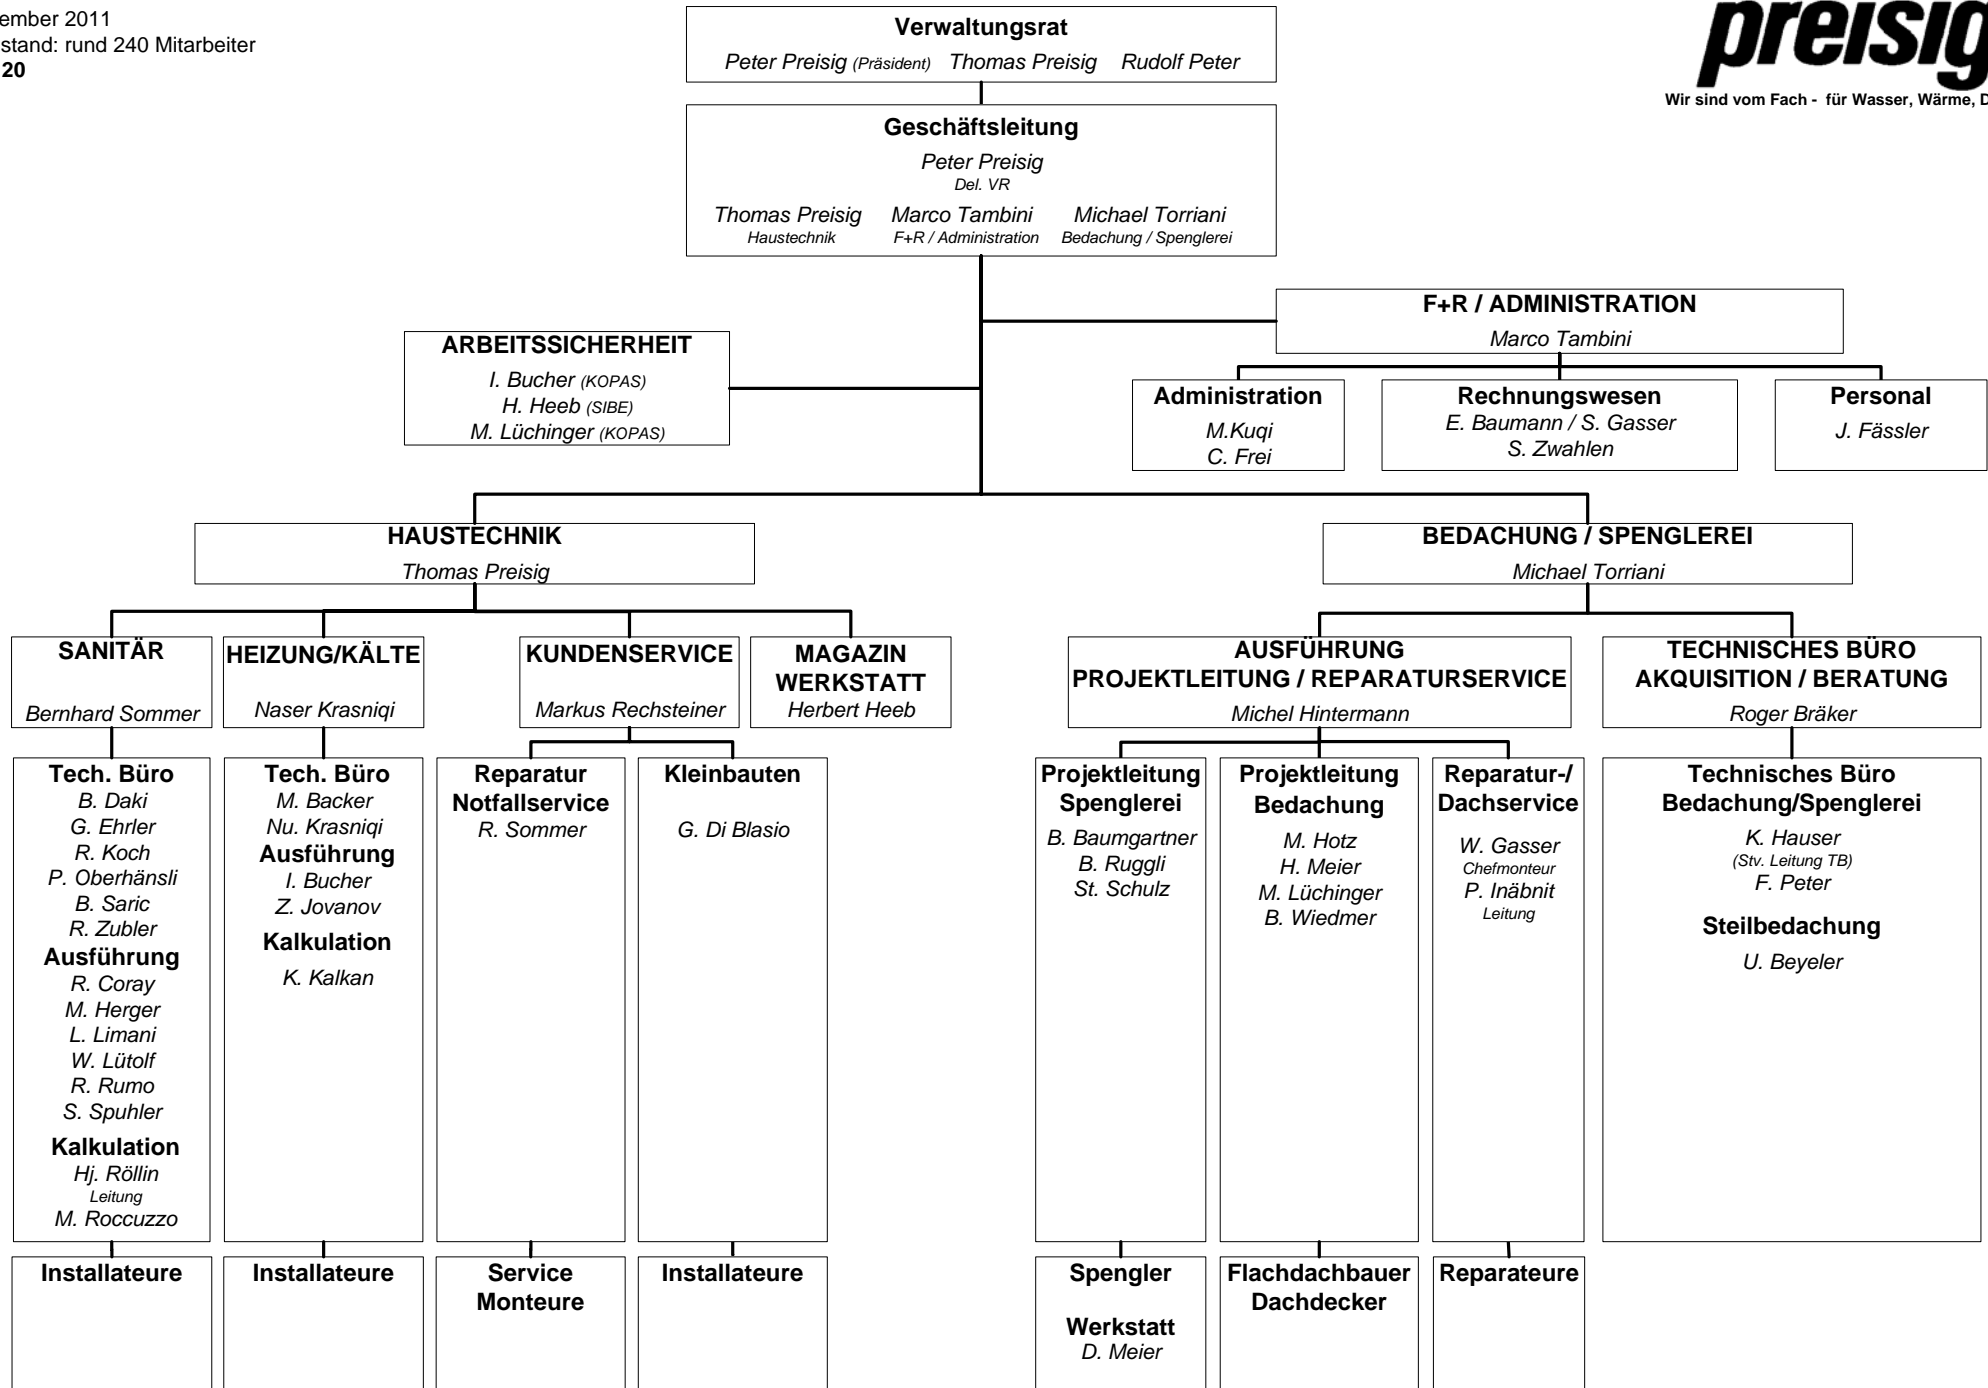 ember 2011
stand: rund 240 Mitarbeiter
20
preisig
Wir sind vom Fach - für Wasser, Wärme, D
Verwaltungsrat
Peter Preisig (Präsident) Thomas Preisig Rudolf Peter
Geschäftsleitung
Peter Preisig
Del. VR
Thomas Preisig Marco Tambini Michael Torriani
Haustechnik F+R / Administration Bedachung / Spenglerei
F+R / ADMINISTRATION
Marco Tambini
ARBEITSSICHERHEIT
I. Bucher (KOPAS)
H. Heeb (SIBE)
M. Lüchinger (KOPAS)
Administration
M.Kuqi
C. Frei
Rechnungswesen
E. Baumann / S. Gasser
S. Zwahlen
Personal
J. Fässler
HAUSTECHNIK
Thomas Preisig
BEDACHUNG / SPENGLEREI
Michael Torriani
SANITÄR
Bernhard Sommer
HEIZUNG/KÄLTE
Naser Krasniqi
KUNDENSERVICE
Markus Rechsteiner
MAGAZIN
WERKSTATT
Herbert Heeb
AUSFÜHRUNG
PROJEKTLEITUNG / REPARATURSERVICE
Michel Hintermann
TECHNISCHES BÜRO
AKQUISITION / BERATUNG
Roger Bräker
Tech. Büro
B. Daki
G. Ehrler
R. Koch
P. Oberhänsli
B. Saric
R. Zubler
Ausführung
R. Coray
M. Herger
L. Limani
W. Lütolf
R. Rumo
S. Spuhler
Kalkulation
Hj. Röllin
Leitung
M. Roccuzzo
Tech. Büro
M. Backer
Nu. Krasniqi
Ausführung
I. Bucher
Z. Jovanov
Kalkulation
K. Kalkan
Reparatur
Notfallservice
R. Sommer
Kleinbauten
G. Di Blasio
Projektleitung
Spenglerei
B. Baumgartner
B. Ruggli
St. Schulz
Projektleitung
Bedachung
M. Hotz
H. Meier
M. Lüchinger
B. Wiedmer
Reparatur-/
Dachservice
W. Gasser
Chefmonteur
P. Inäbnit
Leitung
Technisches Büro
Bedachung/Spenglerei
K. Hauser
(Stv. Leitung TB)
F. Peter
Steilbedachung
U. Beyeler
Installateure
Installateure
Service
Monteure
Installateure
Spengler
Werkstatt
D. Meier
Flachdachbauer
Dachdecker
Reparateure